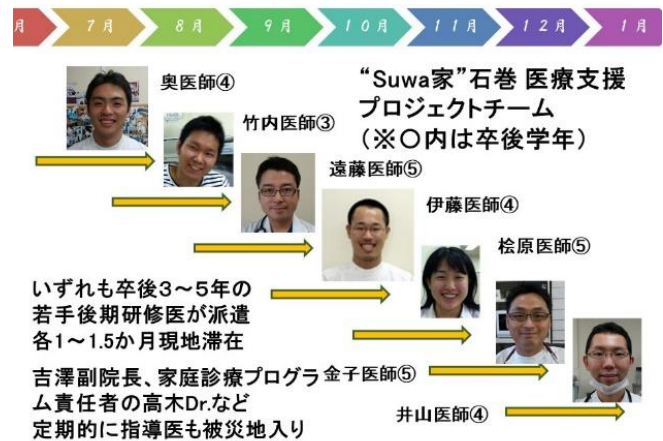 月
7月
8月
9月
10月
11月
12月
1月
奥医師④
竹内医師③
遠藤医師⑤
伊藤医師④
桧原医師⑤
金子医師⑤
井山医師④
“Suwa家”石巻 医療支援
プロジェクトチーム
(※〇内は卒後学年)
いずれも卒後3~5年の
若手後期研修医が派遣
各1~1.5か月現地滞在
吉澤副院長、家庭診療プログラ
ム責任者の高木Dr.など
定期的に指導医も被災地入り